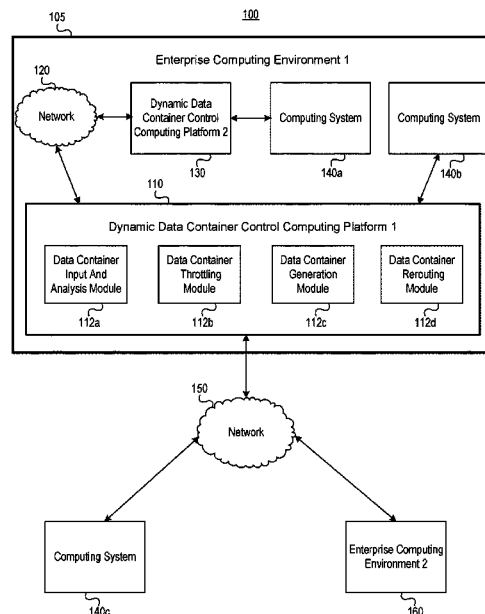 100
105
Enterprise Computing Environment 1
120
Network
Dynamic Data
Container Control
Computing Platform 2
130
Computing System
140a
Computing System
140b
110
Dynamic Data Container Control Computing Platform 1
Data Container
Input And
Analysis Module
112a
Data Container
Throttling
Module
112b
Data Container
Generation
Module
112c
Data Container
Rerouting
Module
112d
150
Network
Computing System
140c
Enterprise Computing
Environment 2
160